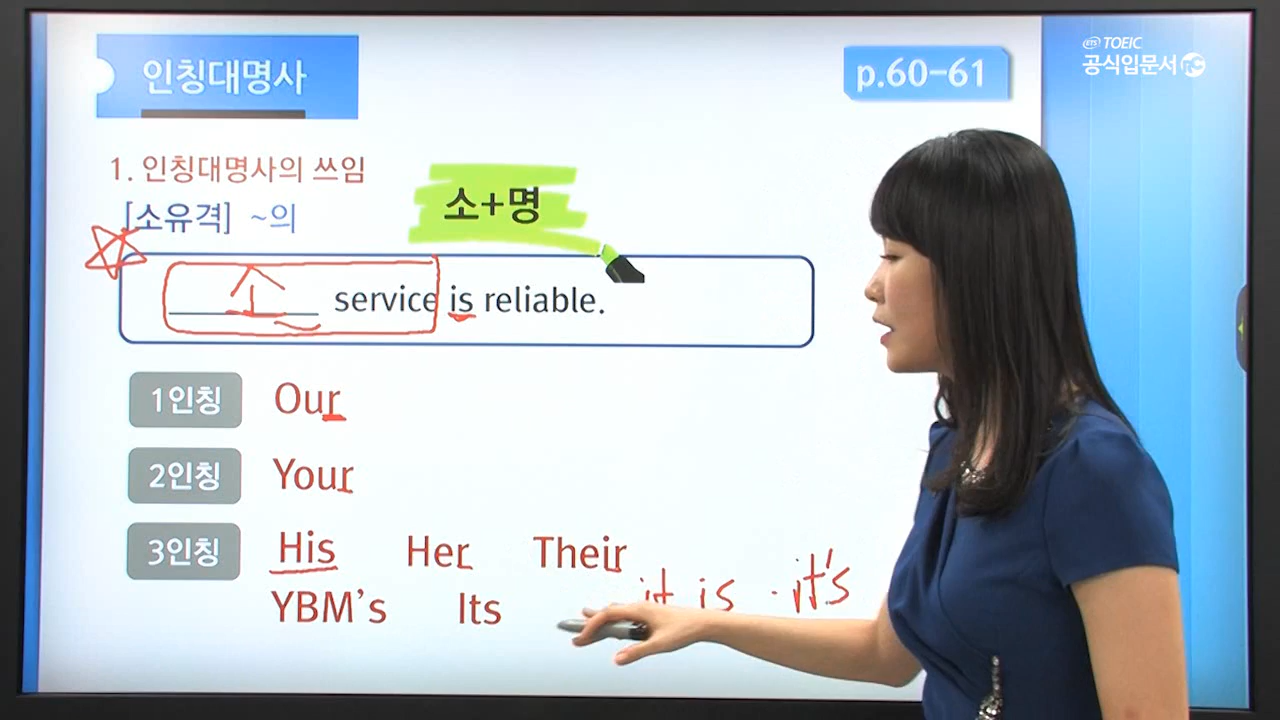 인칭대명사
p.60-61
ETS TOEIC
공식입문서 TC
1. 인칭대명사의 쓰임
[소유격] ~의
소+명
소 service is reliable.
1인칭 Our
2인칭 Your
3인칭 His Her Their
YBM's Its
it is · it's